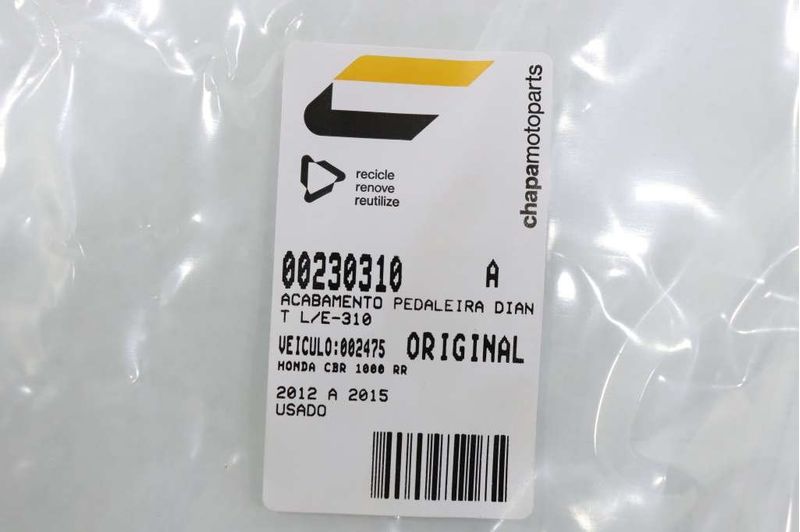 chapamotoparts
recicle
renove
reutilize
00230310 A
ACABAMENTO PEDALEIRA DIAN
T L/E-310
VEICULO:002475 ORIGINAL
HONDA CBR 1000 RR
2012 A 2015
USADO